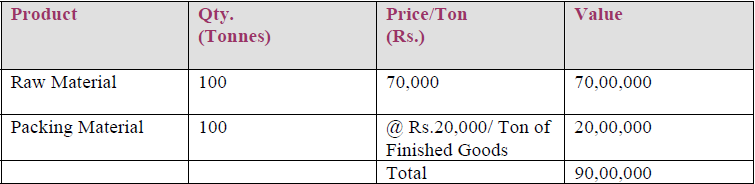 Product Qty. Price/Ton Value
(Tonnes) (Rs.)
Raw Material 100 70,000 70,00,000
Packing Material 100 @ Rs.20,000/ Ton of 20,00,000
Finished Goods
Total 90,00,000